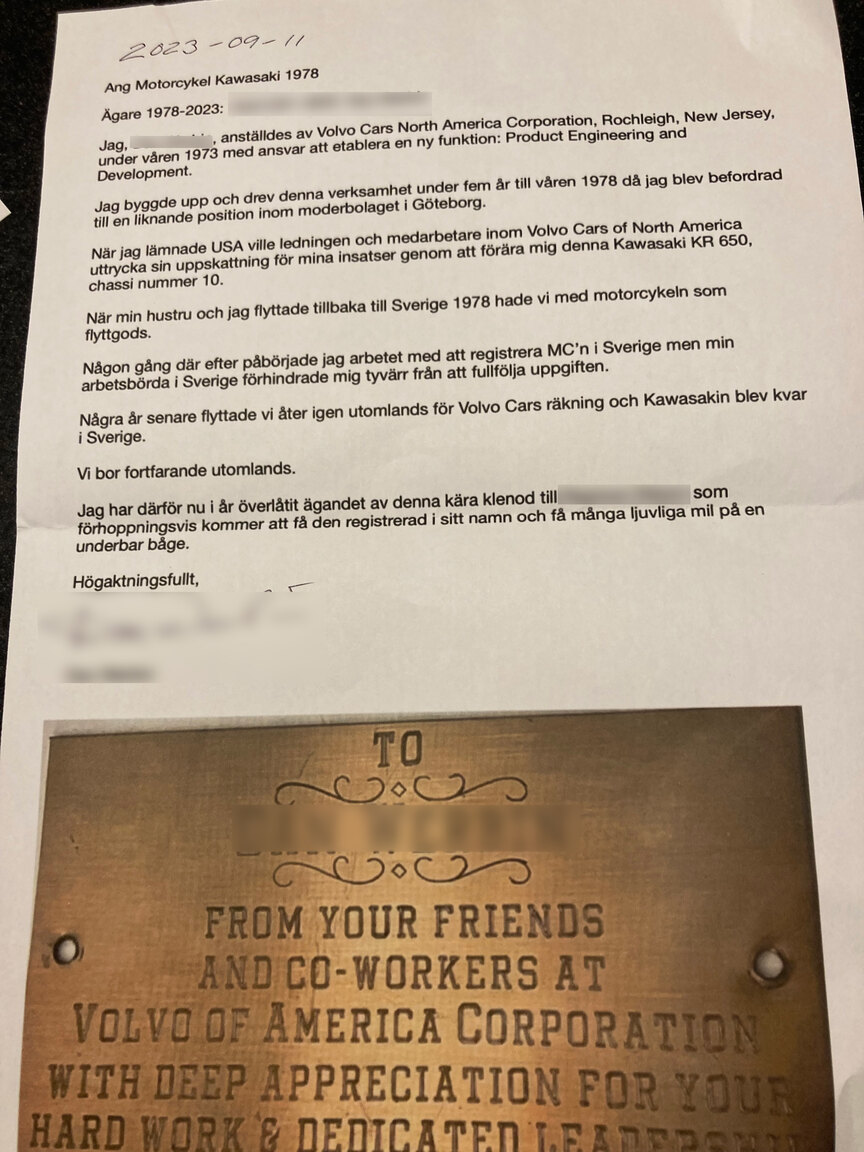 2023-09-11
Ang Motorcykel Kawasaki 1978
Ägare 1978-2023:
Jag, , anställdes av Volvo Cars North America Corporation, Rochleigh, New Jersey,
under våren 1973 med ansvar att etablera en ny funktion: Product Engineering and
Development.
Jag byggde upp och drev denna verksamhet under fem år till våren 1978 då jag blev befordrad
till en liknande position inom moderbolaget i Göteborg.
När jag lämnade USA ville ledningen och medarbetare inom Volvo Cars of North America
uttrycka sin uppskattning för mina insatser genom att förära mig denna Kawasaki KR 650,
chassi nummer 10.
När min hustru och jag flyttade tillbaka till Sverige 1978 hade vi med motorcykeln som
flyttgods.
Någon gång där efter påbörjade jag arbetet med att registrera MC'n i Sverige men min
arbetsbörda i Sverige förhindrade mig tyvärr från att fullfölja uppgiften.
Några år senare flyttade vi åter igen utomlands för Volvo Cars räkning och Kawasakin blev kvar
i Sverige.
Vi bor fortfarande utomlands.
Jag har därför nu i år överlåtit ägandet av denna kära klenod till som
förhoppningsvis kommer att få den registrerad i sitt namn och få många ljuvliga mil på en
underbar båge.
Högaktningsfullt,
TO
FROM YOUR FRIENDS
AND CO-WORKERS AT
VOLVO OF AMERICA CORPORATION
WITH DEEP APPRECIATION FOR YOUR
HARD WORK & DEDICATED LEADERSHIP